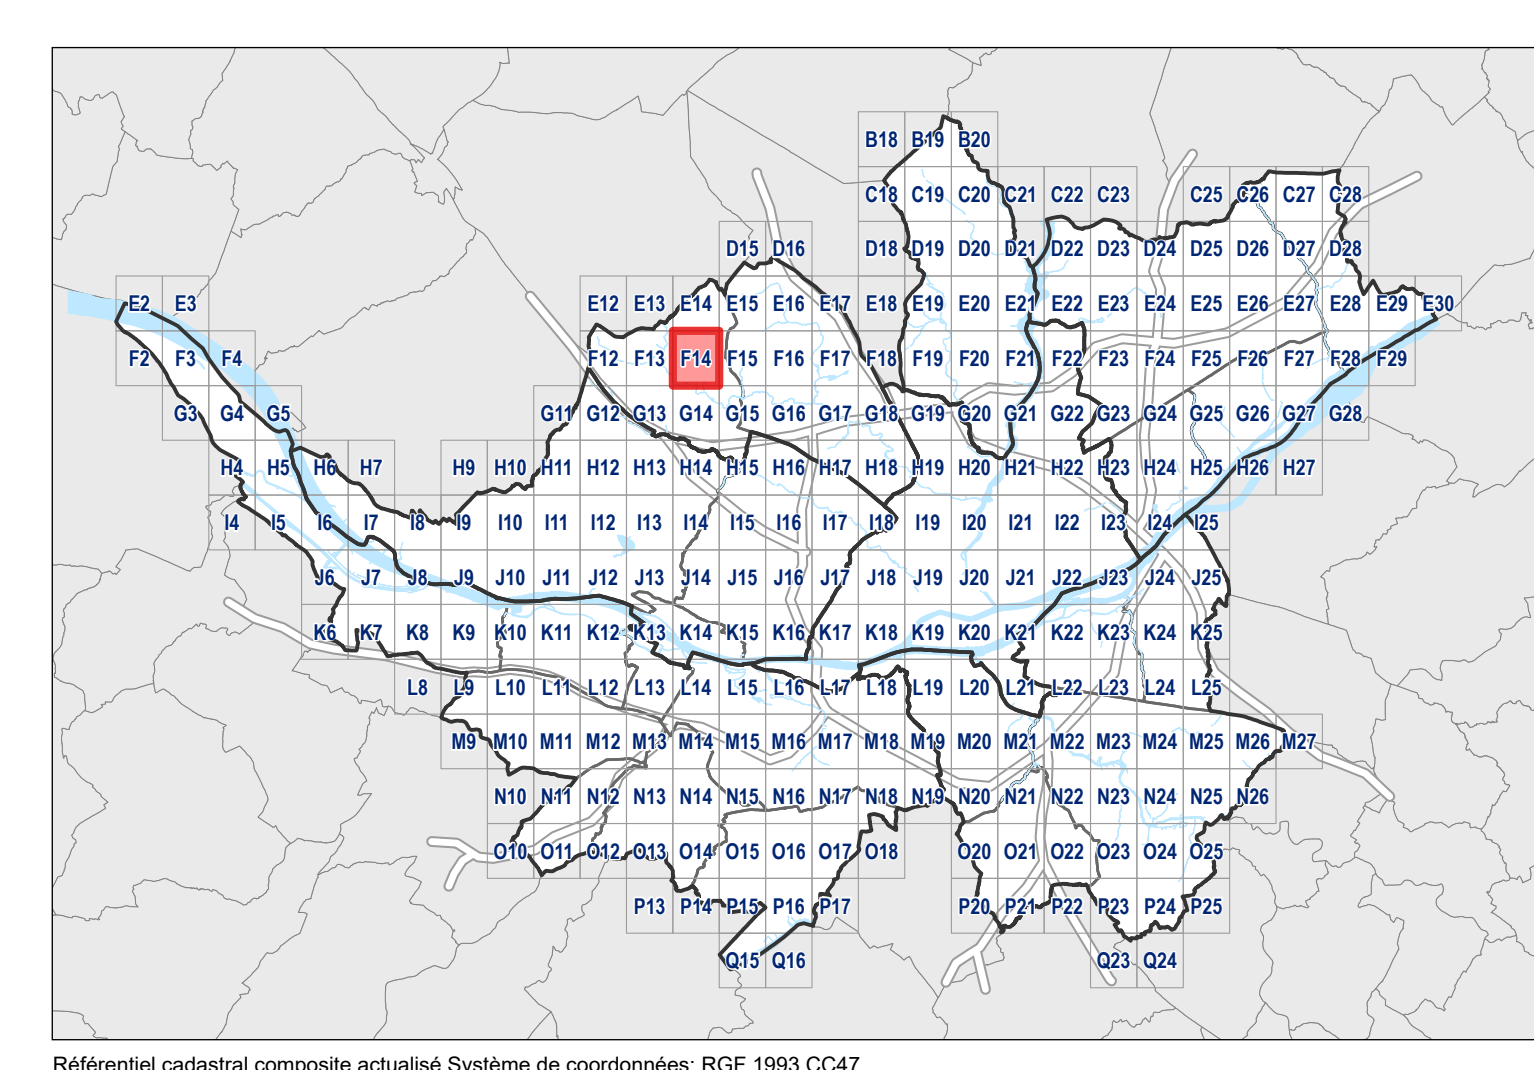 B18 B19 B20
C18 C19 C20 C21 C22 C23 C25 C26 C27 C28
D15 D16 D18 D19 D20 D21 D22 D23 D24 D25 D26 D27 D28
E2 E3 E12 E13 E14 E15 E16 E17 E18 E19 E20 E21 E22 E23 E24 E25 E26 E27 E28 E29 E30
F2 F3 F4 F12 F13 F14 F15 F16 F17 F18 F19 F20 F21 F22 F23 F24 F25 F26 F27 F28 F29
G3 G4 G5 G11 G12 G13 G14 G15 G16 G17 G18 G19 G20 G21 G22 G23 G24 G25 G26 G27 G28
H4 H5 H6 H7 H9 H10 H11 H12 H13 H14 H15 H16 H17 H18 H19 H20 H21 H22 H23 H24 H25 H26 H27
I4 I5 I6 I7 I8 I9 I10 I11 I12 I13 I14 I15 I16 I17 I18 I19 I20 I21 I22 I23 I24 I25
J6 J7 J8 J9 J10 J11 J12 J13 J14 J15 J16 J17 J18 J19 J20 J21 J22 J23 J24 J25
K6 K7 K8 K9 K10 K11 K12 K13 K14 K15 K16 K17 K18 K19 K20 K21 K22 K23 K24 K25
L8 L9 L10 L11 L12 L13 L14 L15 L16 L17 L18 L19 L20 L21 L22 L23 L24 L25
M9 M10 M11 M12 M13 M14 M15 M16 M17 M18 M19 M20 M21 M22 M23 M24 M25 M26 M27
N10 N11 N12 N13 N14 N15 N16 N17 N18 N19 N20 N21 N22 N23 N24 N25 N26
O10 O11 O12 O13 O14 O15 O16 O17 O18 O20 O21 O22 O23 O24 O25
P13 P14 P15 P16 P17 P20 P21 P22 P23 P24 P25
Q15 Q16 Q23 Q24
Référentiel cadastral composite actualisé Système de coordonnées: RGF 1993 CC47